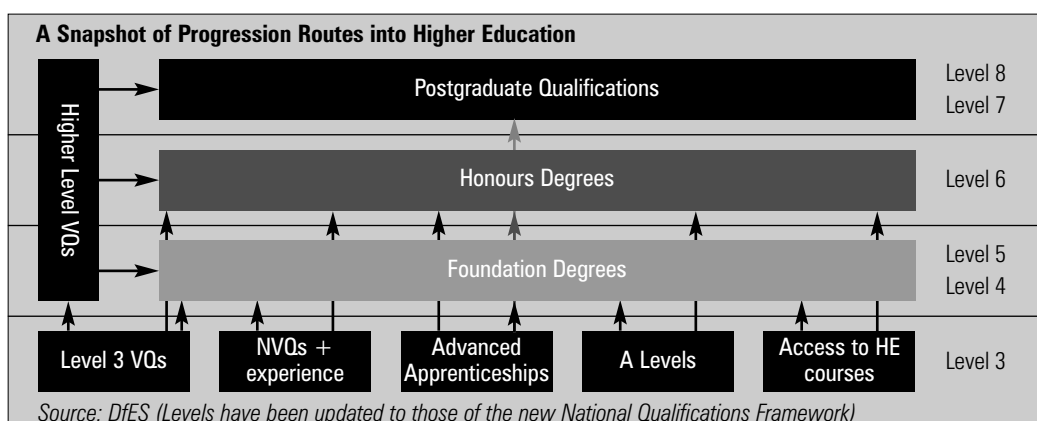 A Snapshot of Progression Routes into Higher Education
Higher Level VQs
Postgraduate Qualifications
Level 8
Level 7
Honours Degrees
Level 6
Foundation Degrees
Level 5
Level 4
Level 3 VQs
NVQs +
experience
Advanced
Apprenticeships
A Levels
Access to HE
courses
Level 3
Source: DfES (Levels have been updated to those of the new National Qualifications Framework)